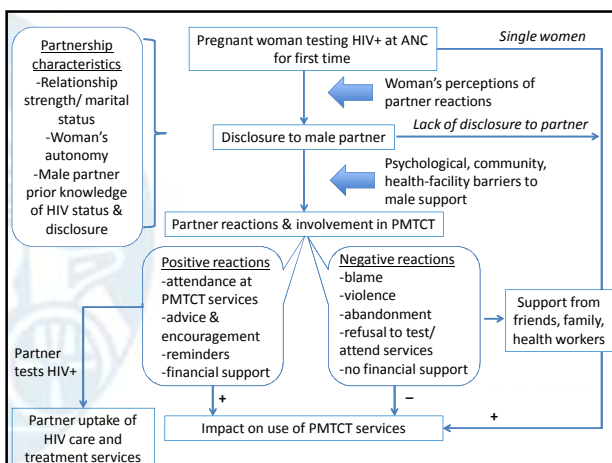 Partnership
characteristics
-Relationship
strength/ marital
status
-Woman's
autonomy
-Male partner
prior knowledge
of HIV status &
disclosure
Pregnant woman testing HIV+ at ANC
for first time
Single women
Woman's perceptions of
partner reactions
Disclosure to male partner
Lack of disclosure to partner
Psychological, community,
health-facility barriers to
male support
Partner reactions & involvement in PMTCT
Positive reactions
-attendance at
PMTCT services
-advice &
encouragement
-reminders
-financial support
Negative reactions
-blame
-violence
-abandonment
-refusal to test/
attend services
-no financial support
Support from
friends, family,
health workers
Partner
tests HIV+
+
–
+
Partner uptake of
HIV care and
treatment services
Impact on use of PMTCT services